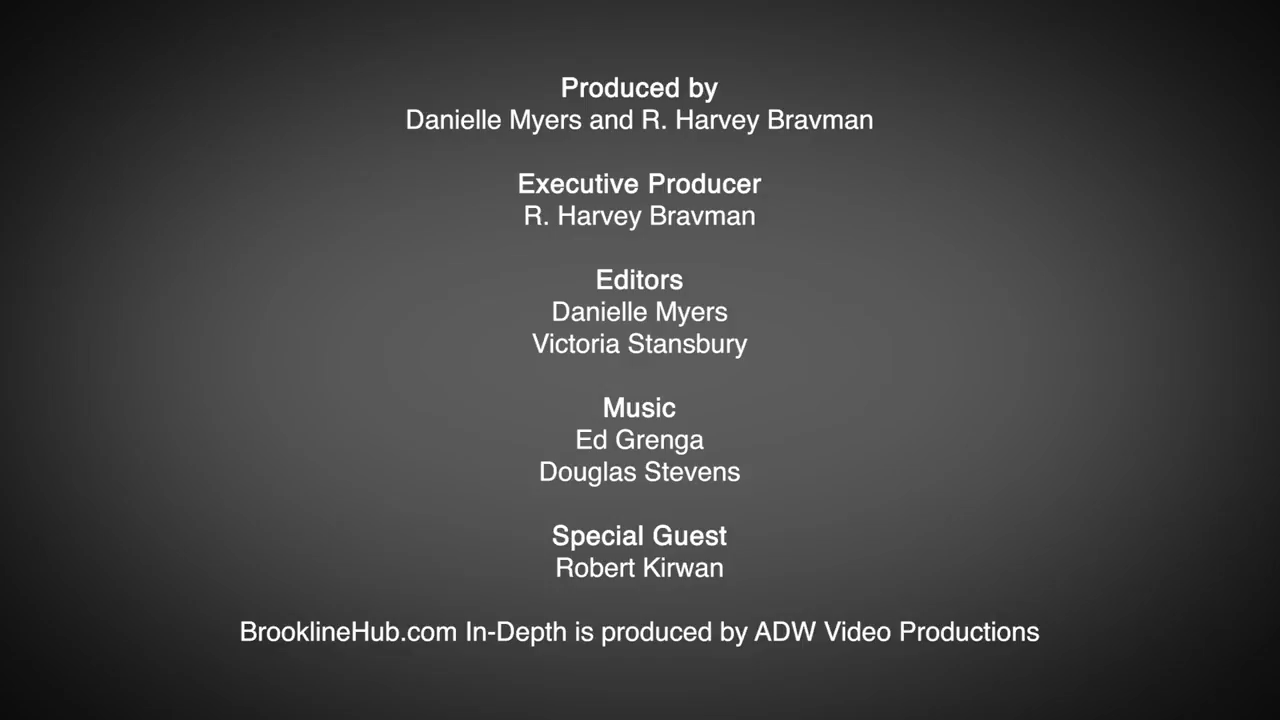 Produced by
Danielle Myers and R. Harvey Bravman
Executive Producer
R. Harvey Bravman
Editors
Danielle Myers
Victoria Stansbury
Music
Ed Grenga
Douglas Stevens
Special Guest
Robert Kirwan
BrooklineHub.com In-Depth is produced by ADW Video Productions